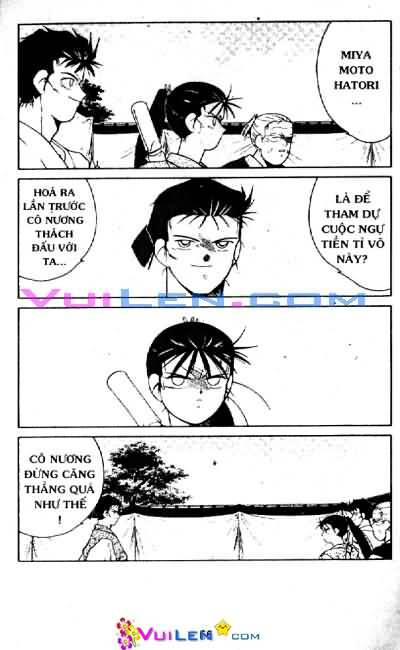 MIYA
MOTO
HATORI
...
HOÁ RA
LẦN TRƯỚC
CÔ NƯƠNG
THÁCH
ĐẤU VỚI
TA...
LÀ ĐỂ
THAM DỰ
CUỘC NGỰ
TIỀN TỈ VÕ
NÀY?
VUILEN.COM
CÔ NƯƠNG
ĐỪNG CĂNG
THẲNG QUÁ
NHƯ THẾ
!
VUILEN.COM